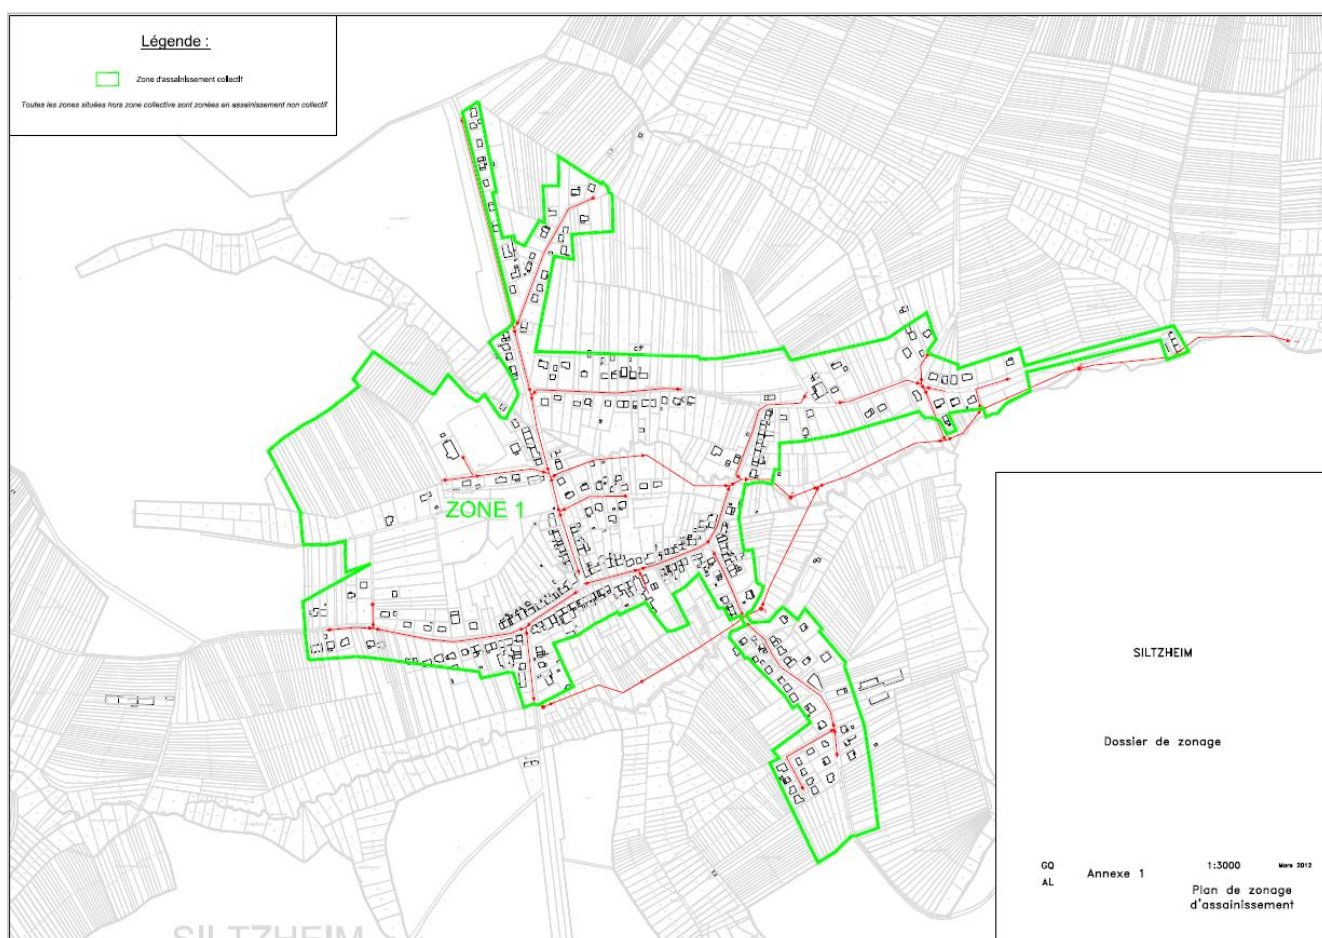 Légende :
Zone d'assainissement collectif
Toutes les zones situées hors zone collective sont zonées en assainissement non collectif
ZONE 1
SILTZHEIM
Dossier de zonage
GQ
AL
Annexe 1
1:3000
Mars 2012
Plan de zonage
d'assainissement
SILTZHEIM